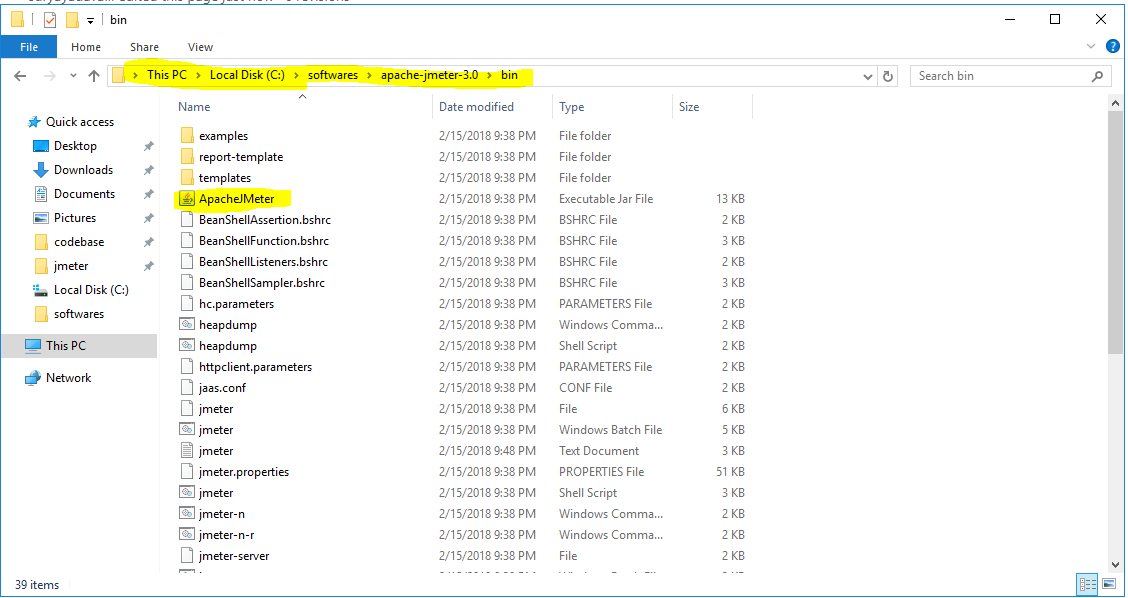 bin
File Home Share View
This PC Local Disk (C:) softwares apache-jmeter-3.0 bin
Search bin
Name Date modified Type Size
Quick access
Desktop
Downloads
Documents
Pictures
codebase
jmeter
Local Disk (C:)
softwares
This PC
Network
examples 2/15/2018 9:38 PM File folder
report-template 2/15/2018 9:38 PM File folder
templates 2/15/2018 9:38 PM File folder
ApacheJMeter 2/15/2018 9:38 PM Executable Jar File 13 KB
BeanShellAssertion.bshrc 2/15/2018 9:38 PM BSHRC File 2 KB
BeanShellFunction.bshrc 2/15/2018 9:38 PM BSHRC File 3 KB
BeanShellListeners.bshrc 2/15/2018 9:38 PM BSHRC File 2 KB
BeanShellSampler.bshrc 2/15/2018 9:38 PM BSHRC File 3 KB
hc.parameters 2/15/2018 9:38 PM PARAMETERS File 2 KB
heapdump 2/15/2018 9:38 PM Windows Comma... 2 KB
heapdump 2/15/2018 9:38 PM Shell Script 2 KB
httpclient.parameters 2/15/2018 9:38 PM PARAMETERS File 2 KB
jaas.conf 2/15/2018 9:38 PM CONF File 2 KB
jmeter 2/15/2018 9:38 PM File 6 KB
jmeter 2/15/2018 9:38 PM Windows Batch File 5 KB
jmeter 2/15/2018 9:48 PM Text Document 3 KB
jmeter.properties 2/15/2018 9:38 PM PROPERTIES File 51 KB
jmeter 2/15/2018 9:38 PM Shell Script 3 KB
jmeter-n 2/15/2018 9:38 PM Windows Comma... 2 KB
jmeter-n-r 2/15/2018 9:38 PM Windows Comma... 2 KB
jmeter-server 2/15/2018 9:38 PM File 2 KB
39 items